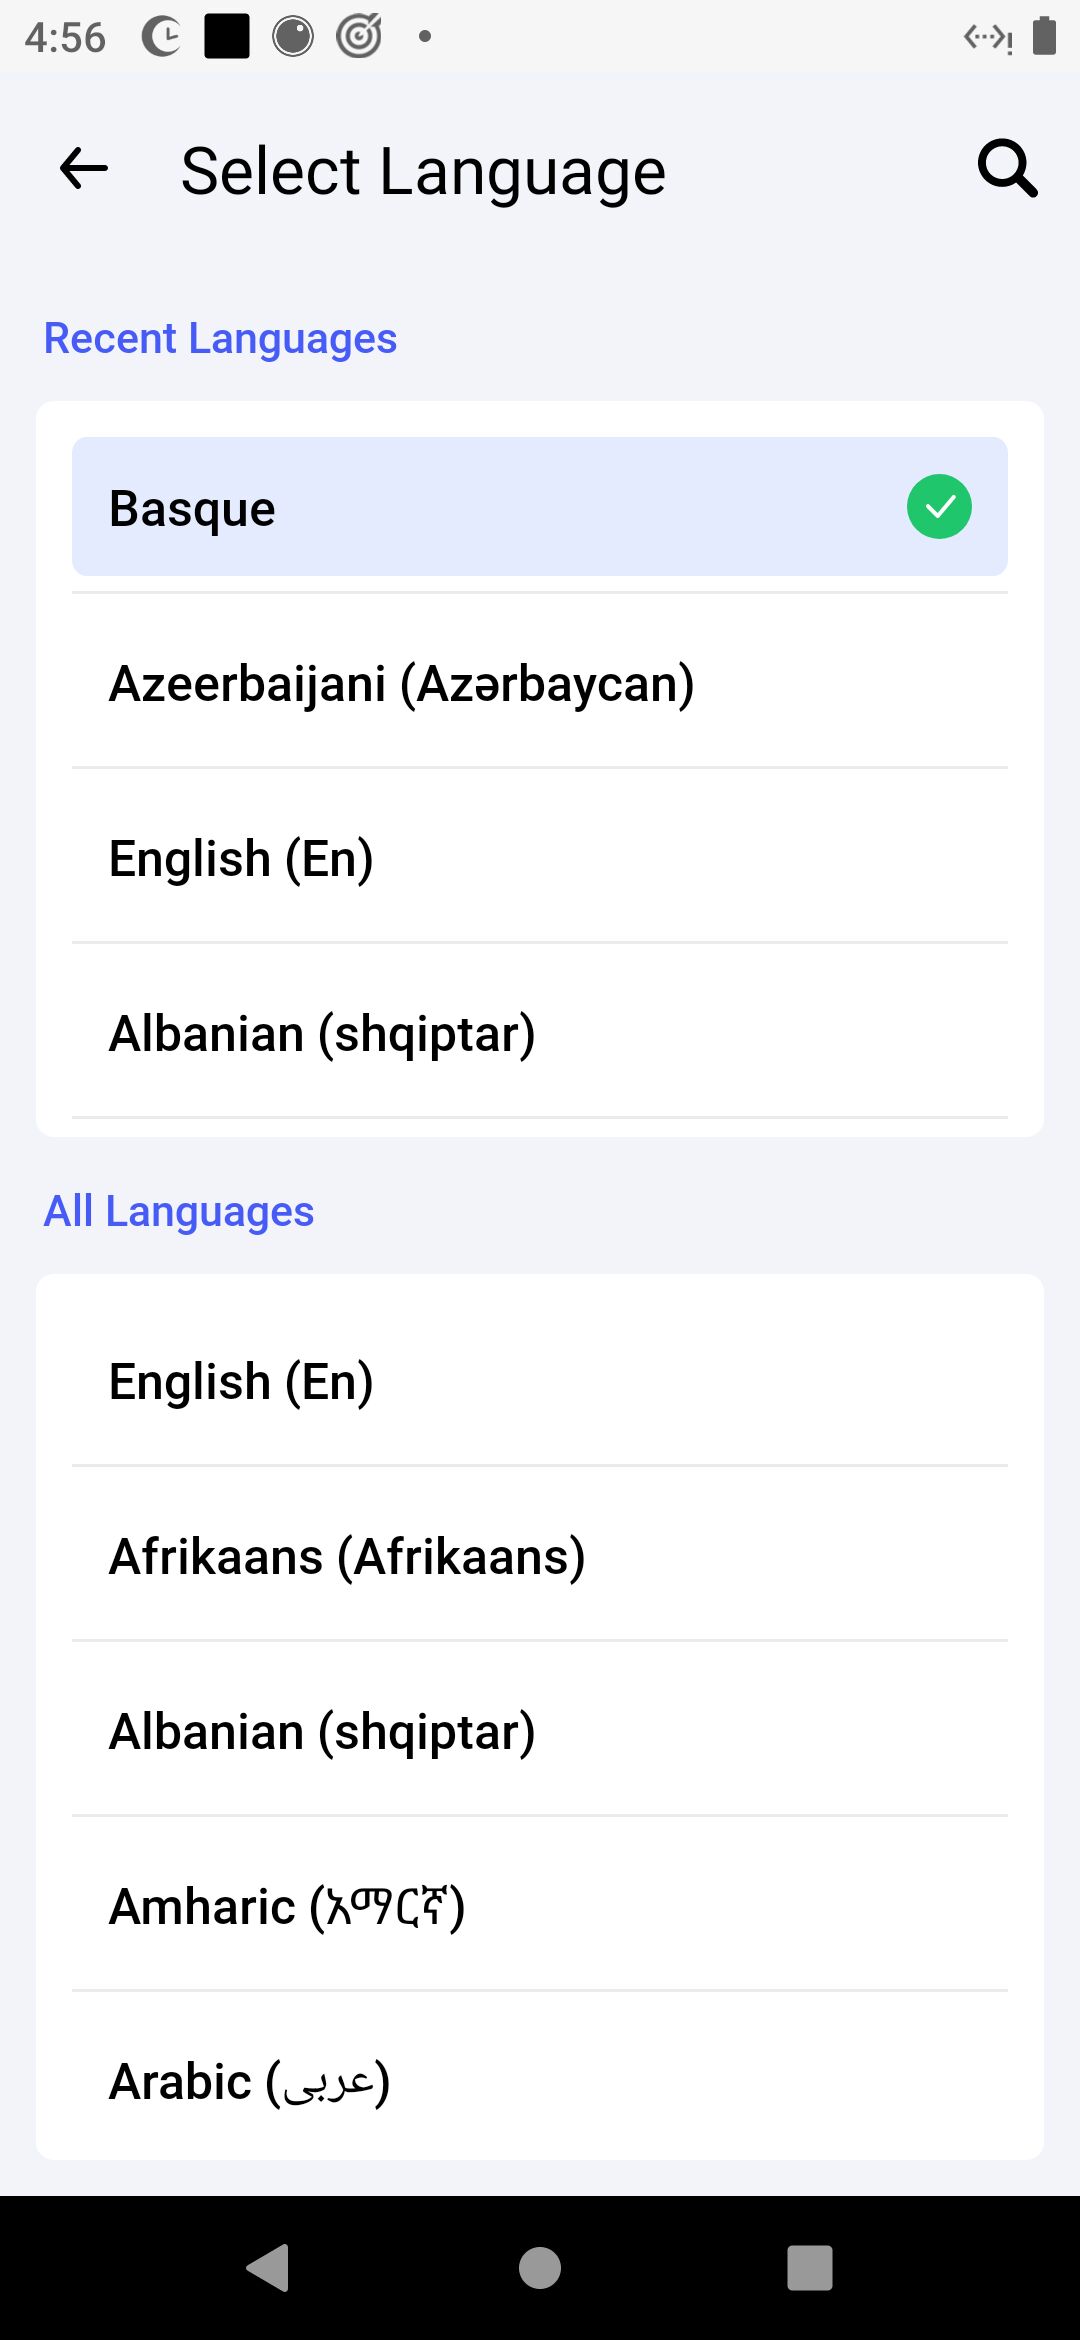 4:56
Select Language
Recent Languages
Basque
Azeerbaijani (Azərbaycan)
English (En)
Albanian (shqiptar)
All Languages
English (En)
Afrikaans (Afrikaans)
Albanian (shqiptar)
Amharic (አማርኛ)
Arabic (عربی)